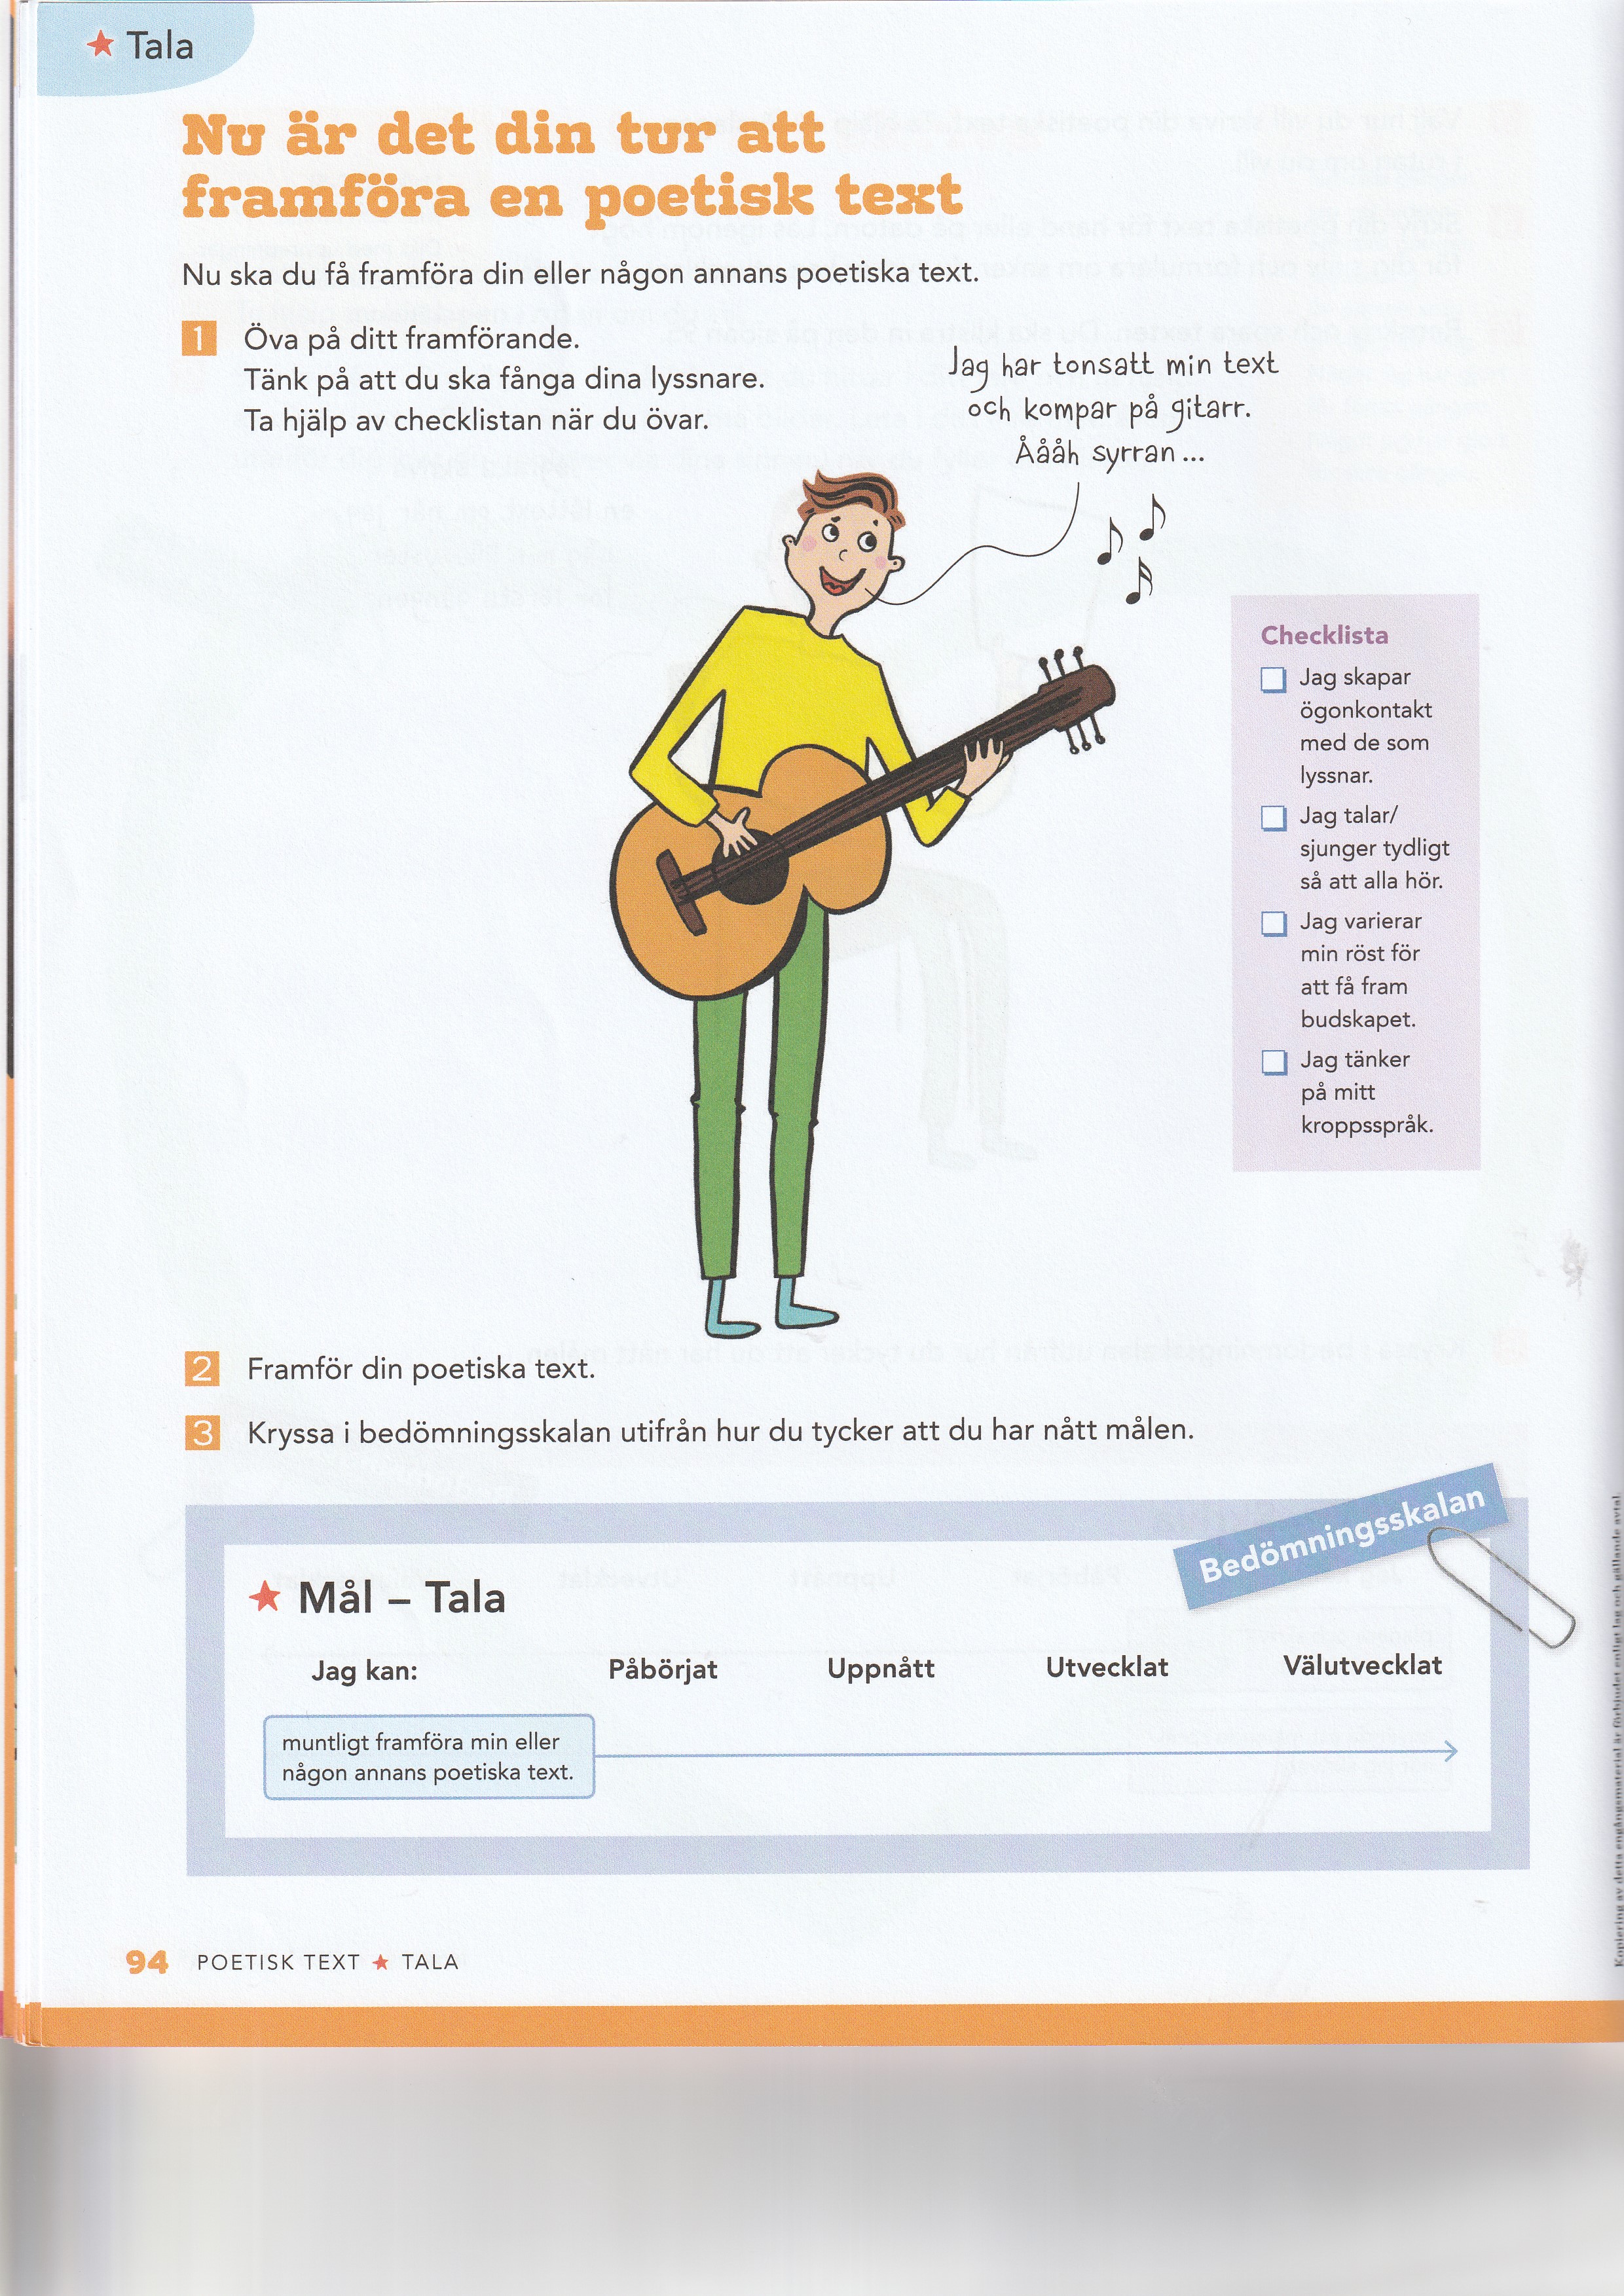 Tala
Nu är det din tur att
framföra en poetisk text
Nu ska du få framföra din eller någon annans poetiska text.
1 Öva på ditt framförande.
Tänk på att du ska fånga dina lyssnare.
Ta hjälp av checklistan när du övar.
Jag har tonsatt min text
och kompar på gitarr.
Åååh syrran ...
Checklista
Jag skapar
ögonkontakt
med de som
lyssnar.
Jag talar/
sjunger tydligt
så att alla hör.
Jag varierar
min röst för
att få fram
budskapet.
Jag tänker
på mitt
kroppsspråk.
2 Framför din poetiska text.
3 Kryssa i bedömningsskalan utifrån hur du tycker att du har nått målen.
Bedömningsskalan
Mål – Tala
Jag kan: Påbörjat Uppnått Utvecklat Välutvecklat
muntligt framföra min eller
någon annans poetiska text.
94 POETISK TEXT ★ TALA
Kopiering av detta engångsmaterial är förbjudet enligt lag och gällande avtal.